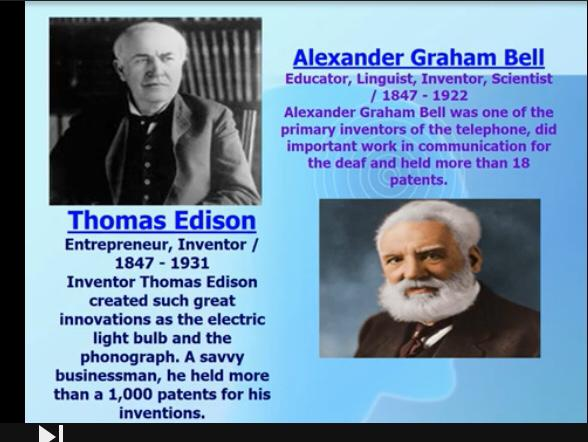 Thomas Edison
Entrepreneur, Inventor /
1847 - 1931
Inventor Thomas Edison
created such great
innovations as the electric
light bulb and the
phonograph. A savvy
businessman, he held more
than a 1,000 patents for his
inventions.
Alexander Graham Bell
Educator, Linguist, Inventor, Scientist
/ 1847 - 1922
Alexander Graham Bell was one of the
primary inventors of the telephone, did
important work in communication for
the deaf and held more than 18
patents.